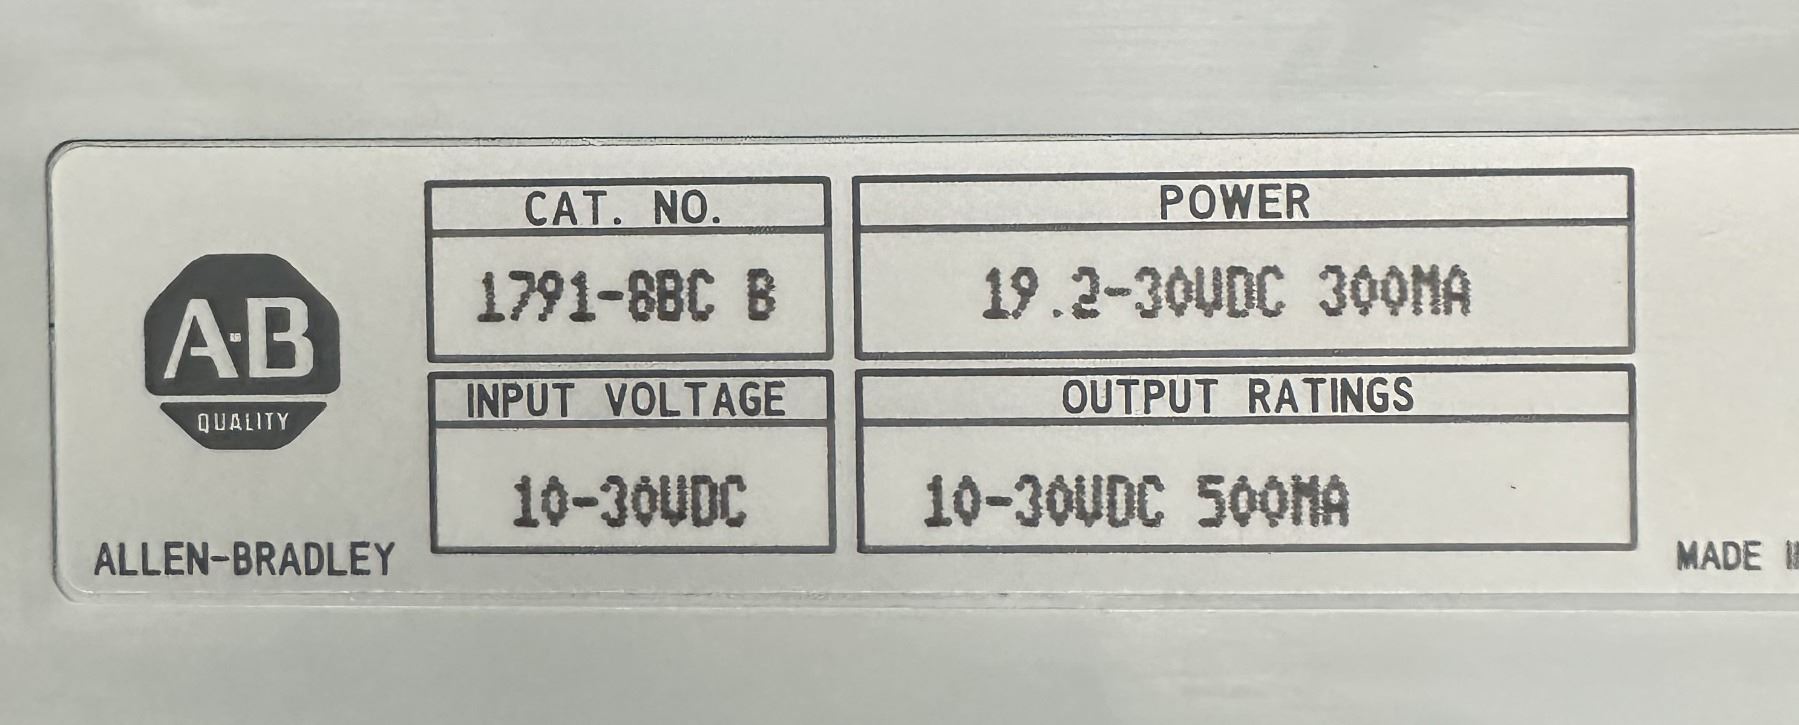 CAT. NO.
1791-8BC B
POWER
19.2-30VDC 300MA
A·B
QUALITY
INPUT VOLTAGE
10-30VDC
OUTPUT RATINGS
10-30VDC 500MA
ALLEN-BRADLEY
MADE